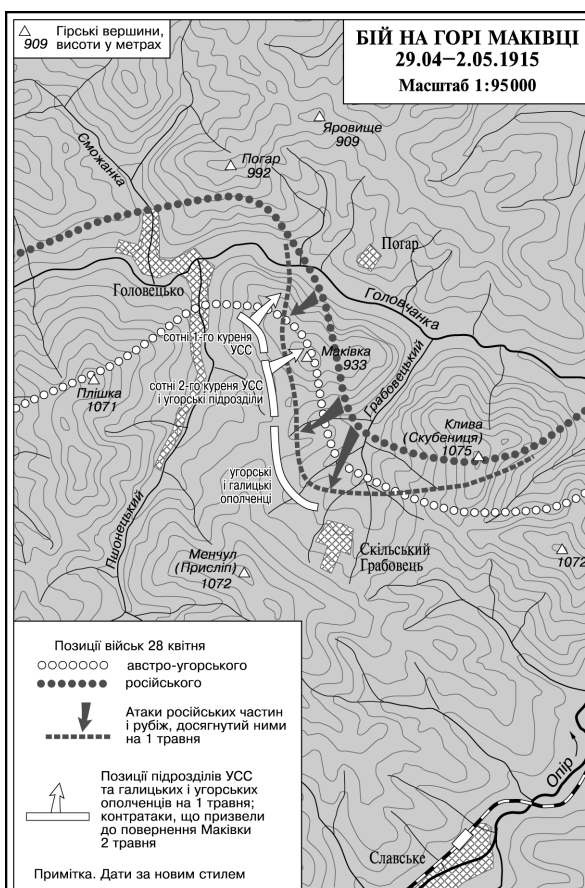 909
Гірські вершини,
висоти у метрах
БІЙ НА ГОРІ МАКІВЦІ
29.04–2.05.1915
Масштаб 1:95000
Яровище
909
Сможанка
Погар
992
Погар
Головецько
Головчанка
сотні 1-го куреня
УСС
Маківка
933
Грабовецький
Плішка
1071
сотні 2-го куреня УСС
і угорські підрозділи
Клива
(Скубениця)
1075
угорські
і галицькі
ополченці
Пшонецький
Скільський
Грабовець
Менчул
(Присліп)
1072
1072
Позиції військ 28 квітня
австро-угорського
російського
Атаки російських частин
і рубіж, досягнутий ними
на 1 травня
Позиції підрозділів УСС
та галицьких і угорських
ополченців на 1 травня;
контратаки, що призвели
до повернення Маківки
2 травня
Примітка. Дати за новим стилем
Опір
Славське